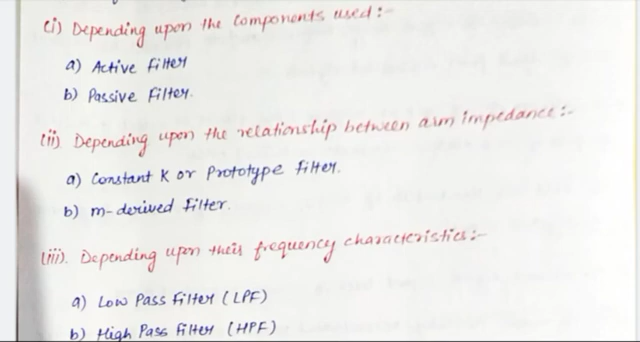 (i) Depending upon the components used :-
a) Active filter
b) Passive filter.
(ii) Depending upon the relationship between arm impedance :-
a) Constant K or Prototype filter.
b) m-derived filter.
(iii). Depending upon their frequency characteristics :-
a) Low Pass filter (LPF)
b) High Pass filter (HPF)